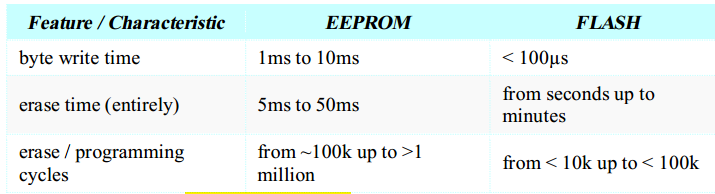 Feature / Characteristic EEPROM FLASH
byte write time 1ms to 10ms < 100µs
erase time (entirely) 5ms to 50ms from seconds up to
minutes
erase / programming from ~100k up to >1 from < 10k up to < 100k
cycles million